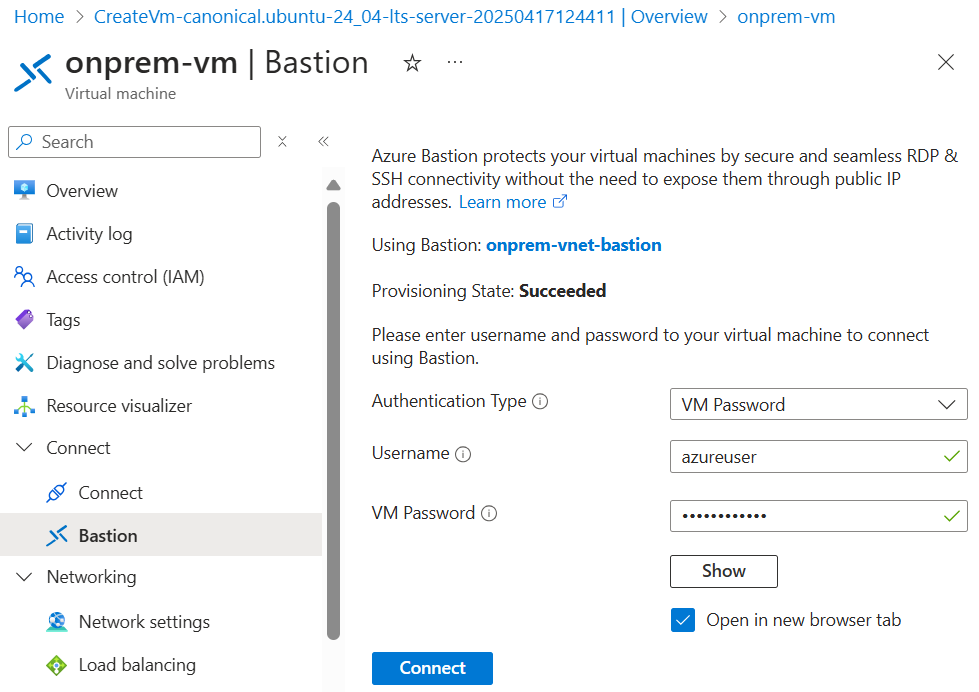 Home > CreateVm-canonical.ubuntu-24_04-lts-server-20250417124411 | Overview > onprem-vm
onprem-vm | Bastion
Virtual machine
Search
Overview
Activity log
Access control (IAM)
Tags
Diagnose and solve problems
Resource visualizer
Connect
Connect
Bastion
Networking
Network settings
Load balancing
Azure Bastion protects your virtual machines by secure and seamless RDP &
SSH connectivity without the need to expose them through public IP
addresses. Learn more
Using Bastion: onprem-vnet-bastion
Provisioning State: Succeeded
Please enter username and password to your virtual machine to connect
using Bastion.
Authentication Type
VM Password
Username
azureuser
VM Password
••••••••••••
Show
Open in new browser tab
Connect